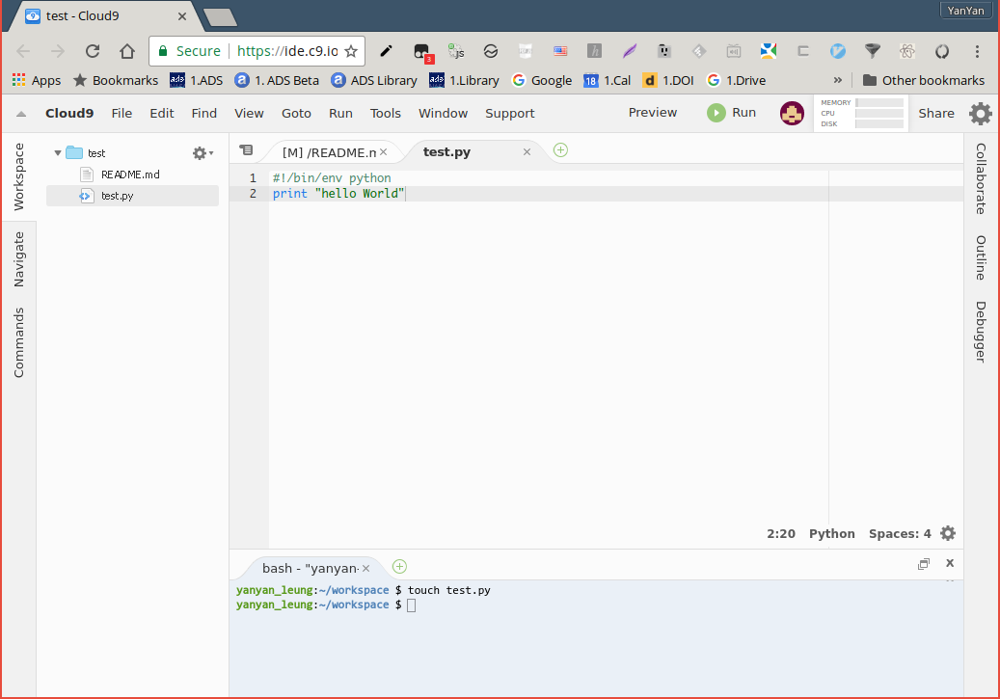 test - Cloud9
YanYan
Secure https://ide.c9.io
3
js
Apps Bookmarks 1.ADS 1. ADS Beta ADS Library 1.Library Google 18 1.Cal 1.DOI 1.Drive » Other bookmarks
Cloud9 File Edit Find View Goto Run Tools Window Support Preview Run MEMORY CPU DISK Share
Workspace
Navigate
Commands
test
README.md
test.py
[M] /README.m
test.py
1 #!/bin/env python
2 print "hello World"
2:20 Python Spaces: 4
Collaborate
Outline
Debugger
bash - "yanyan-
yanyan_leung:~/workspace $ touch test.py
yanyan_leung:~/workspace $